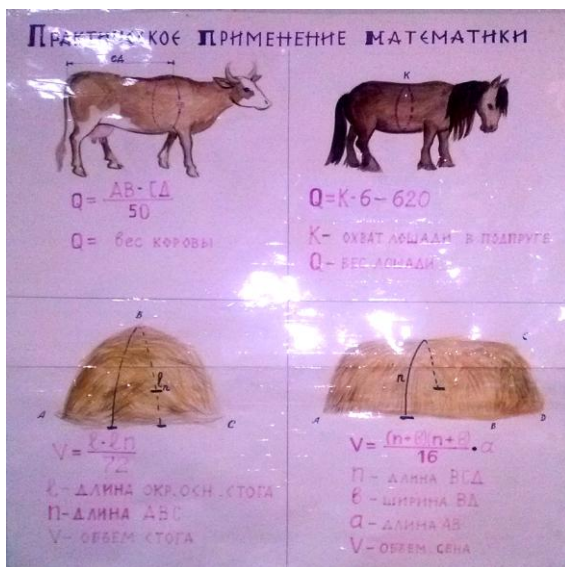 ПРАКТИЧЕСКОЕ ПРИМЕНЕНИЕ МАТЕМАТИКИ
СД
Q = АВ·СД / 50
Q = вес коровы
К
Q = К·6 – 620
К – ОХВАТ ЛОШАДИ В ПОДПРУГЕ
Q – ВЕС ЛОШАДИ
В
А
С
ℓ – ДЛИНА ОКР. ОСН. СТОГА
n – ДЛИНА АВС
V – ОБЪЕМ СТОГА
С
n
А
В
D
V = (n+в)(n+в) / 16 · а
П – ДЛИНА ВСД
в – ШИРИНА ВД
а – ДЛИНА АВ
V – ОБЪЕМ СЕНА